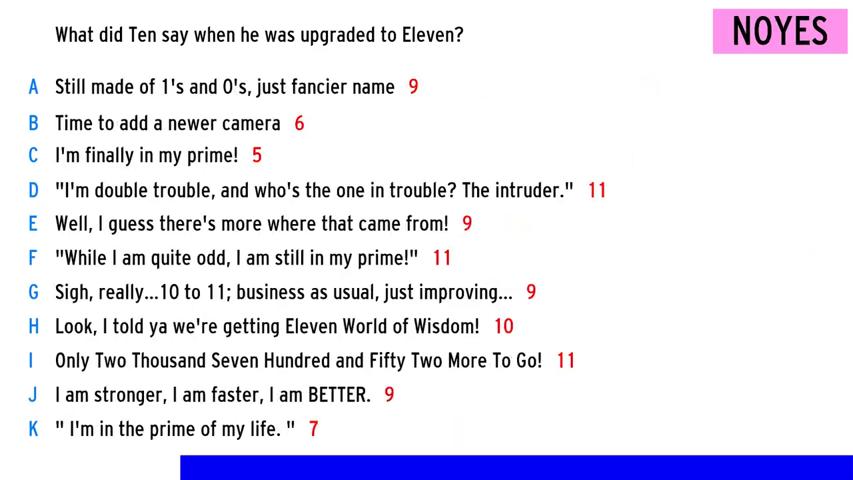 What did Ten say when he was upgraded to Eleven?
NOYES
A Still made of 1's and 0's, just fancier name 9
B Time to add a newer camera 6
C I'm finally in my prime! 5
D "I'm double trouble, and who's the one in trouble? The intruder." 11
E Well, I guess there's more where that came from! 9
F "While I am quite odd, I am still in my prime!" 11
G Sigh, really...10 to 11; business as usual, just improving... 9
H Look, I told ya we're getting Eleven World of Wisdom! 10
I Only Two Thousand Seven Hundred and Fifty Two More To Go! 11
J I am stronger, I am faster, I am BETTER. 9
K " I'm in the prime of my life. " 7